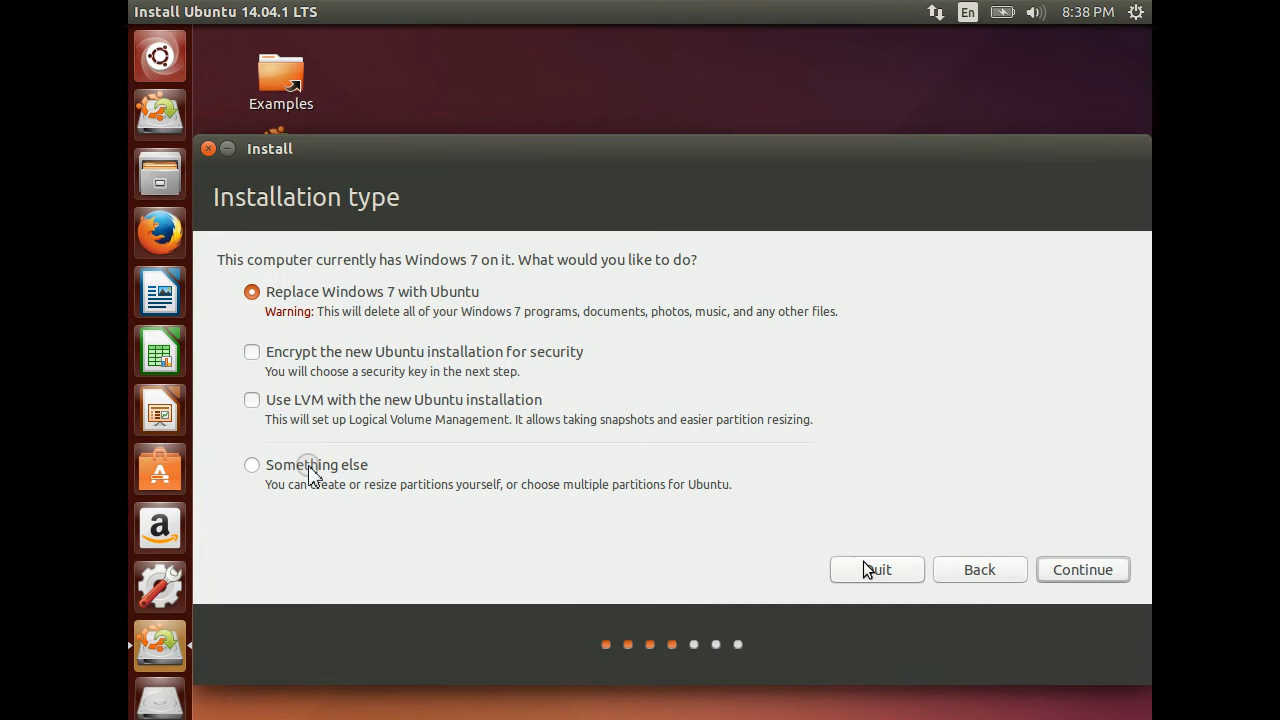 Install Ubuntu 14.04.1 LTS
En
8:38 PM
Examples
Install
Installation type
This computer currently has Windows 7 on it. What would you like to do?
Replace Windows 7 with Ubuntu
Warning: This will delete all of your Windows 7 programs, documents, photos, music, and any other files.
Encrypt the new Ubuntu installation for security
You will choose a security key in the next step.
Use LVM with the new Ubuntu installation
This will set up Logical Volume Management. It allows taking snapshots and easier partition resizing.
Something else
You can create or resize partitions yourself, or choose multiple partitions for Ubuntu.
Quit Back Continue